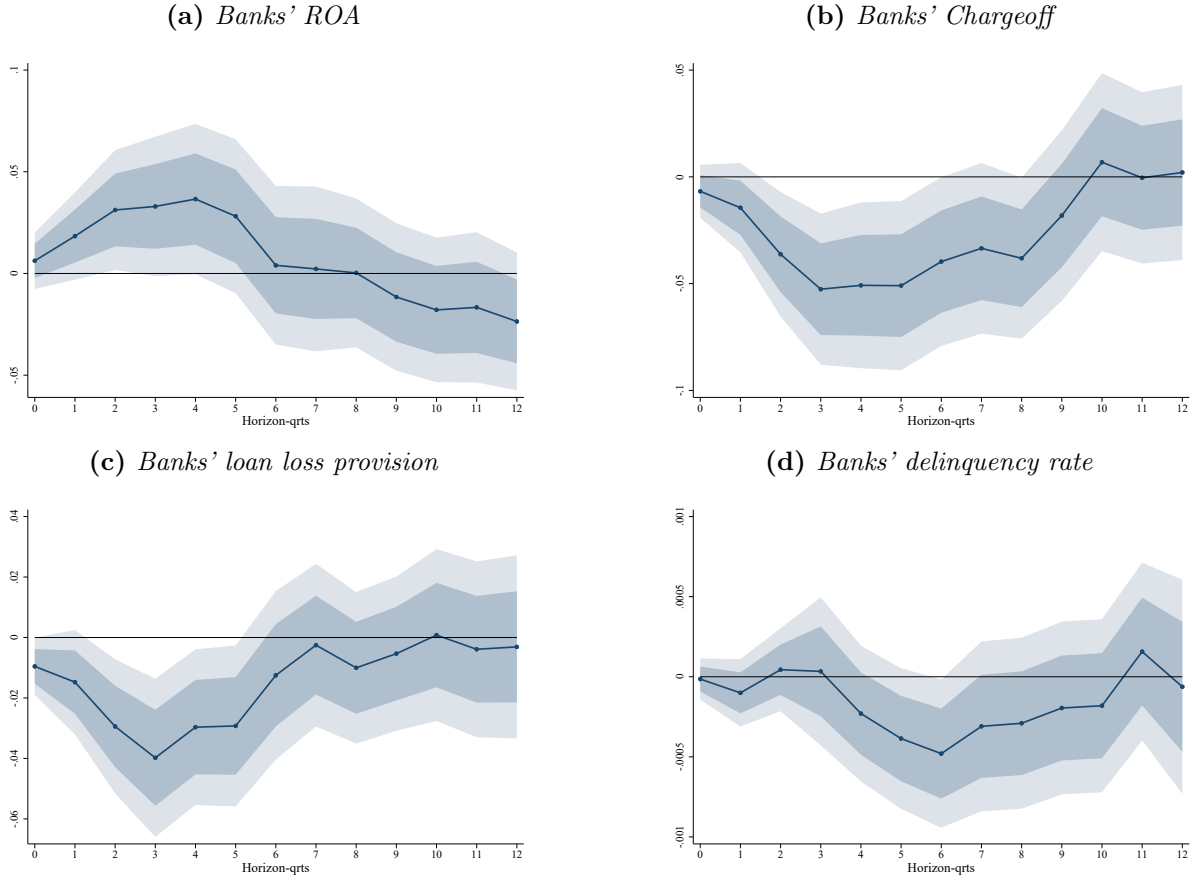 (a) Banks' ROA
.1
.05
0
-.05
0 1 2 3 4 5 6 7 8 9 10 11 12
Horizon-qrts
(b) Banks' Chargeoff
.05
0
-.05
-.1
0 1 2 3 4 5 6 7 8 9 10 11 12
Horizon-qrts
(c) Banks' loan loss provision
.04
.02
0
-.02
-.04
-.06
0 1 2 3 4 5 6 7 8 9 10 11 12
Horizon-qrts
(d) Banks' delinquency rate
.001
.0005
0
-.0005
-.001
0 1 2 3 4 5 6 7 8 9 10 11 12
Horizon-qrts